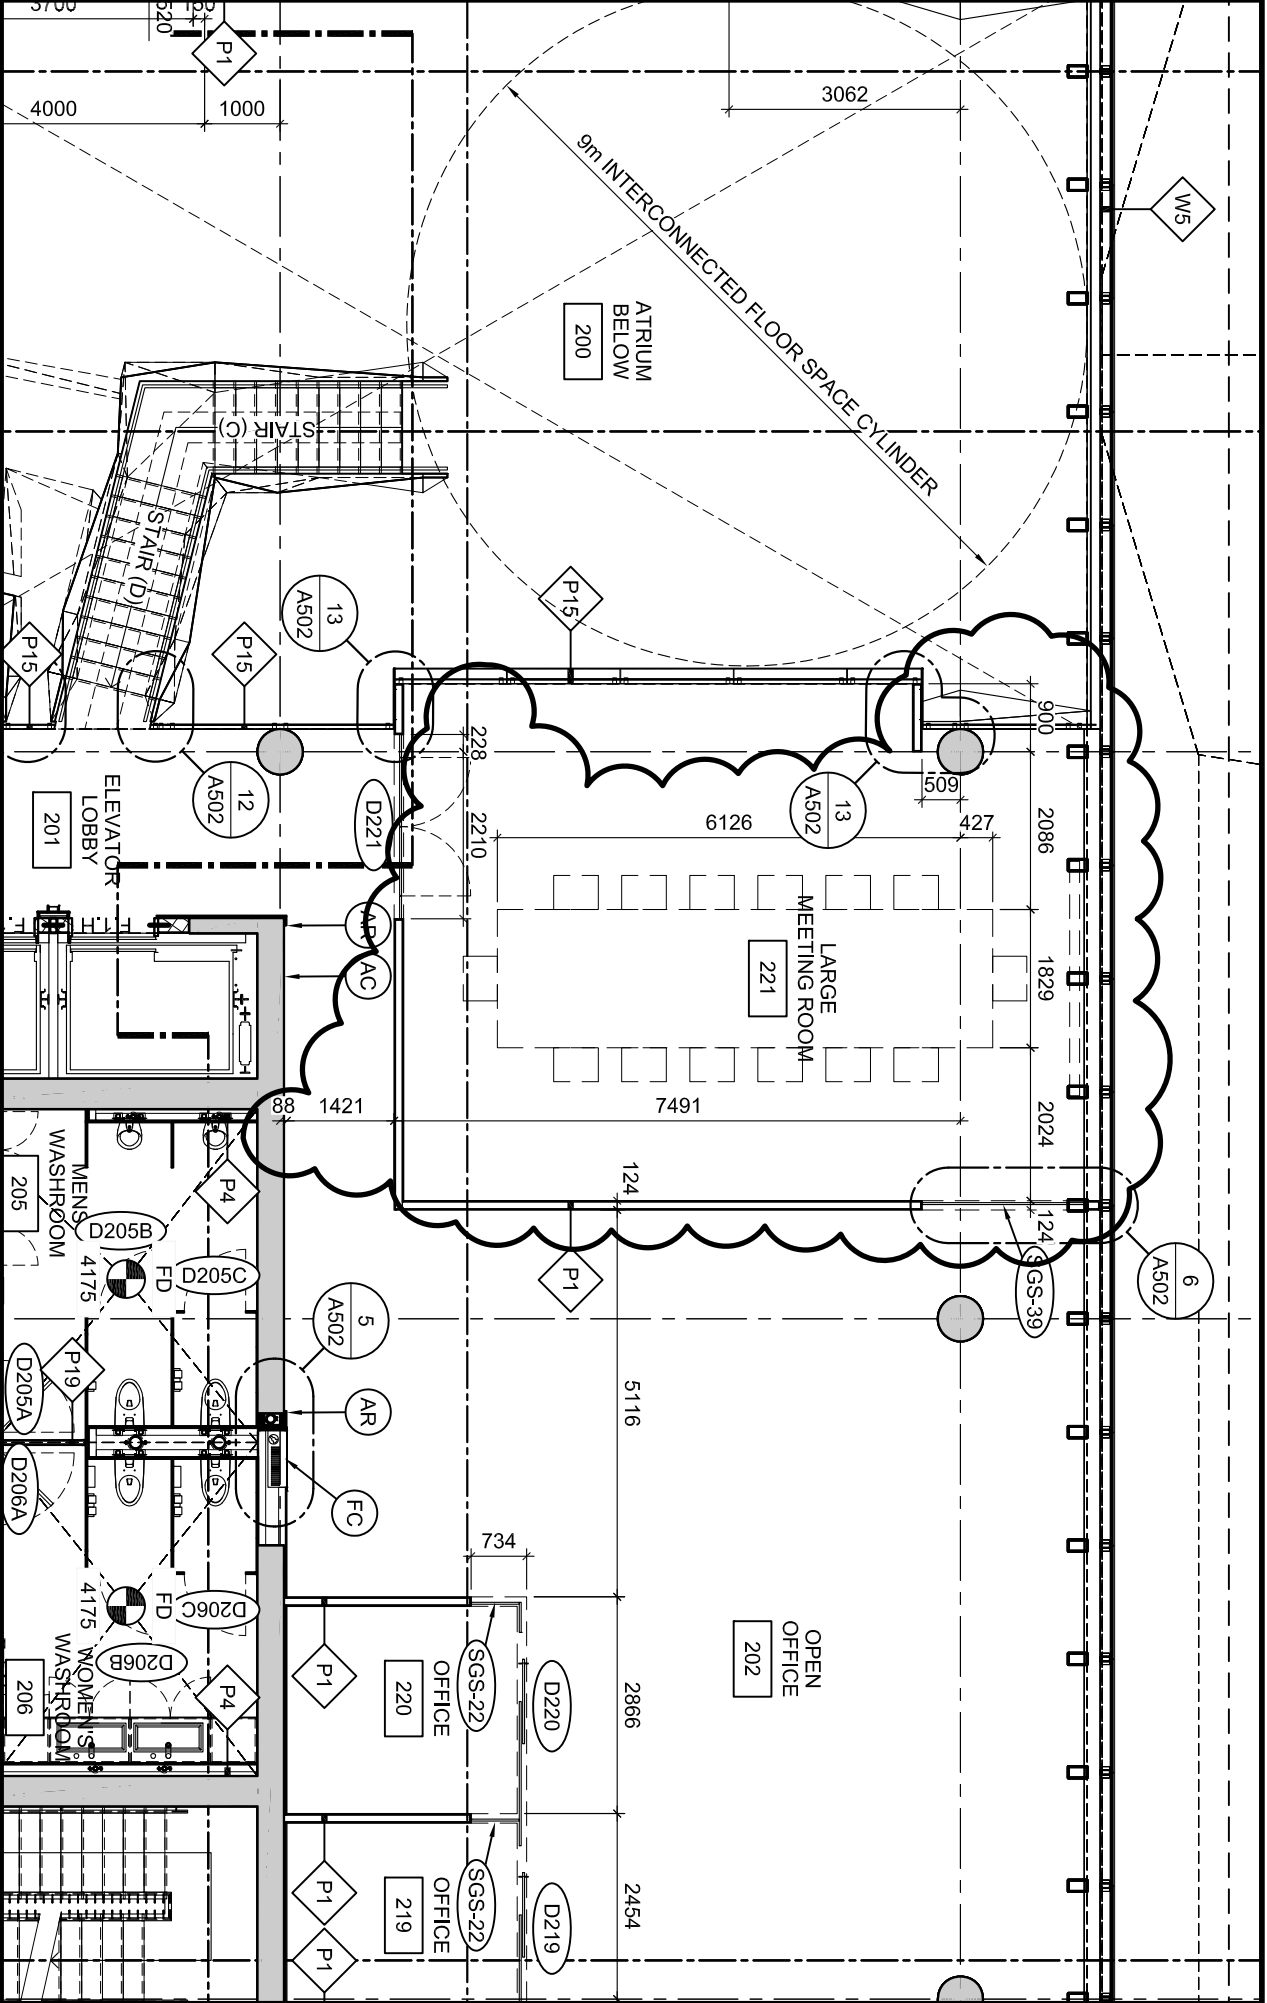 3700
150
520
P1
4000
1000
3062
9m INTERCONNECTED FLOOR SPACE CYLINDER
W5
ATRIUM
BELOW
200
STAIR (C)
STAIR (D)
13
A502
P15
P15
P15
12
A502
ELEVATOR
LOBBY
201
D221
228
2210
900
509
13
A502
6126
427
2086
LARGE
MEETING ROOM
221
1829
AR
AC
88
1421
7491
2024
124
124
P1
SGS-39
6
A502
MENS
WASHROOM
205
P4
D205B
D205C
FD
4175
P19
D205A
5
A502
AR
FC
5116
D206A
FD
4175
D206C
D206B
WOMEN'S
WASHROOM
206
P4
734
P1
OFFICE
220
SGS-22
D220
2866
OPEN
OFFICE
202
P1
OFFICE
219
SGS-22
D219
2454
P1